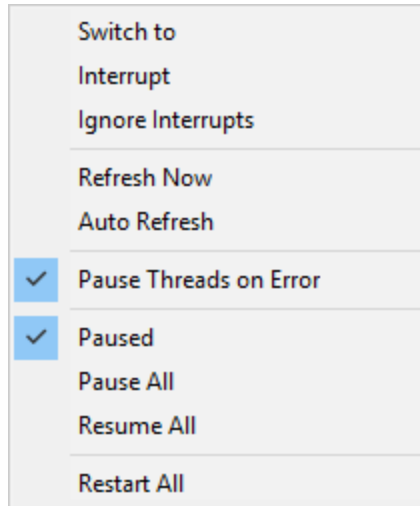 Switch to
Interrupt
Ignore Interrupts
Refresh Now
Auto Refresh
Pause Threads on Error
Paused
Pause All
Resume All
Restart All